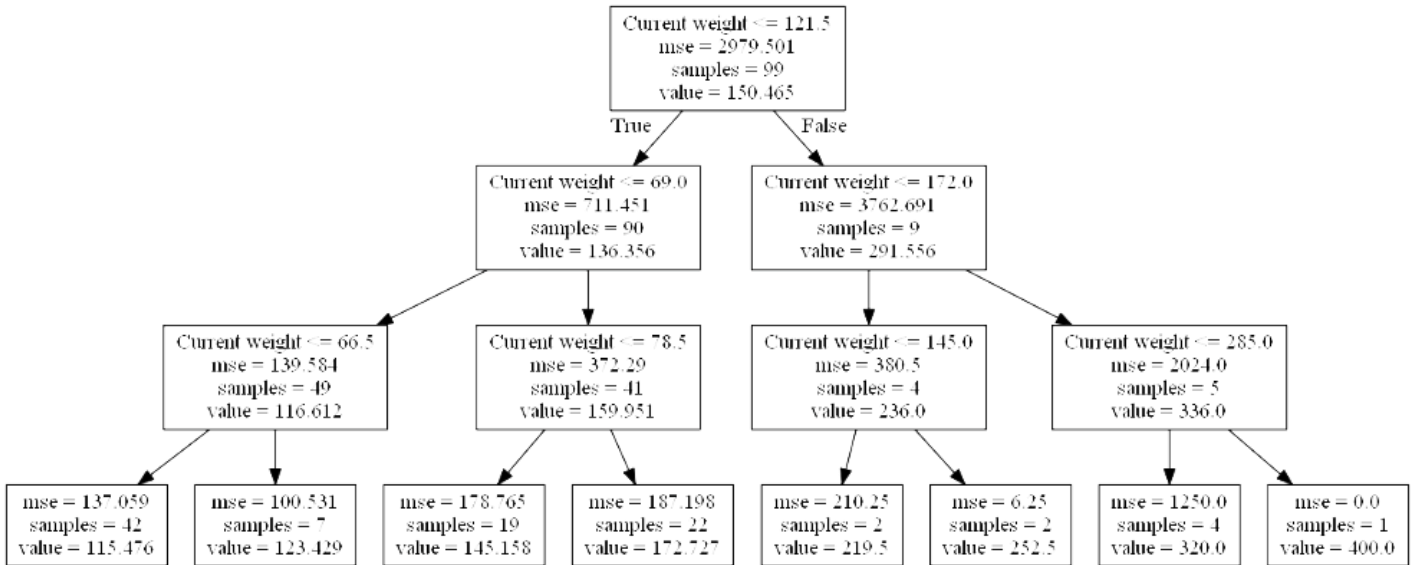 Current weight <= 121.5
mse = 2979.501
samples = 99
value = 150.465
True
False
Current weight <= 69.0
mse = 711.451
samples = 90
value = 136.356
Current weight <= 172.0
mse = 3762.691
samples = 9
value = 291.556
Current weight <= 66.5
mse = 139.584
samples = 49
value = 116.612
Current weight <= 78.5
mse = 372.29
samples = 41
value = 159.951
Current weight <= 145.0
mse = 380.5
samples = 4
value = 236.0
Current weight <= 285.0
mse = 2024.0
samples = 5
value = 336.0
mse = 137.059
samples = 42
value = 115.476
mse = 100.531
samples = 7
value = 123.429
mse = 178.765
samples = 19
value = 145.158
mse = 187.198
samples = 22
value = 172.727
mse = 210.25
samples = 2
value = 219.5
mse = 6.25
samples = 2
value = 252.5
mse = 1250.0
samples = 4
value = 320.0
mse = 0.0
samples = 1
value = 400.0